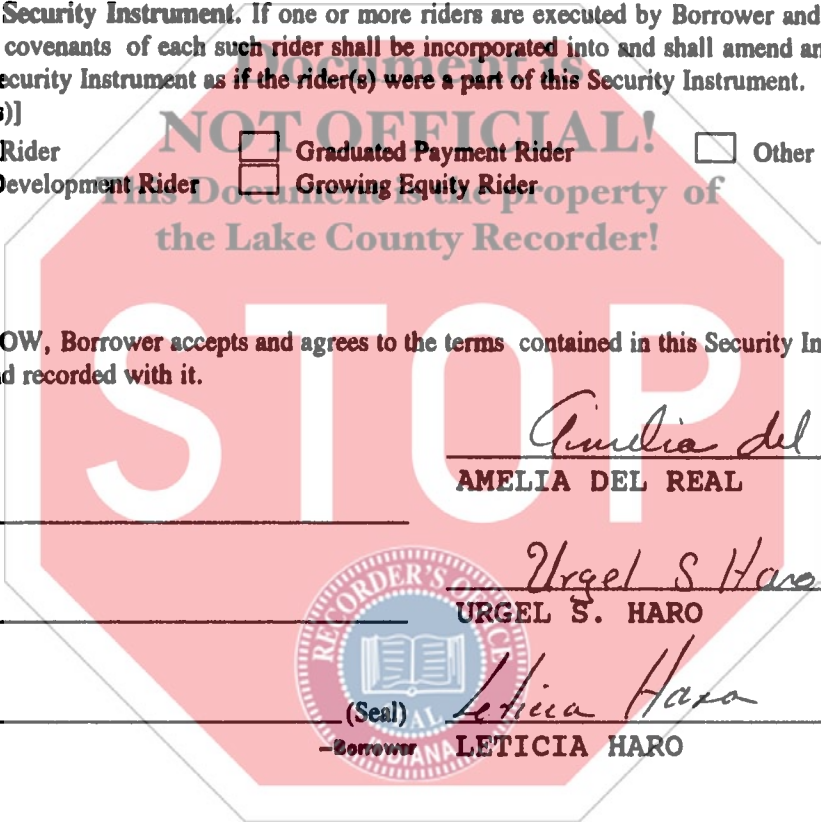 Security Instrument. If one or more riders are executed by Borrower and
covenants of each such rider shall be incorporated into and shall amend an
ecurity Instrument as if the rider(s) were a part of this Security Instrument.
s)]
Document is
NOT OFFICIAL!
Rider Graduated Payment Rider Other
Development Rider Growing Equity Rider
This Document is the property of
the Lake County Recorder!
STOP
OW, Borrower accepts and agrees to the terms contained in this Security In
d recorded with it.
Amelia del
AMELIA DEL REAL
Urgel S Haro
URGEL S. HARO
RECORDER'S OFFICE
SEAL
INDIANA
(Seal) Leticia Haro
-Borrower LETICIA HARO